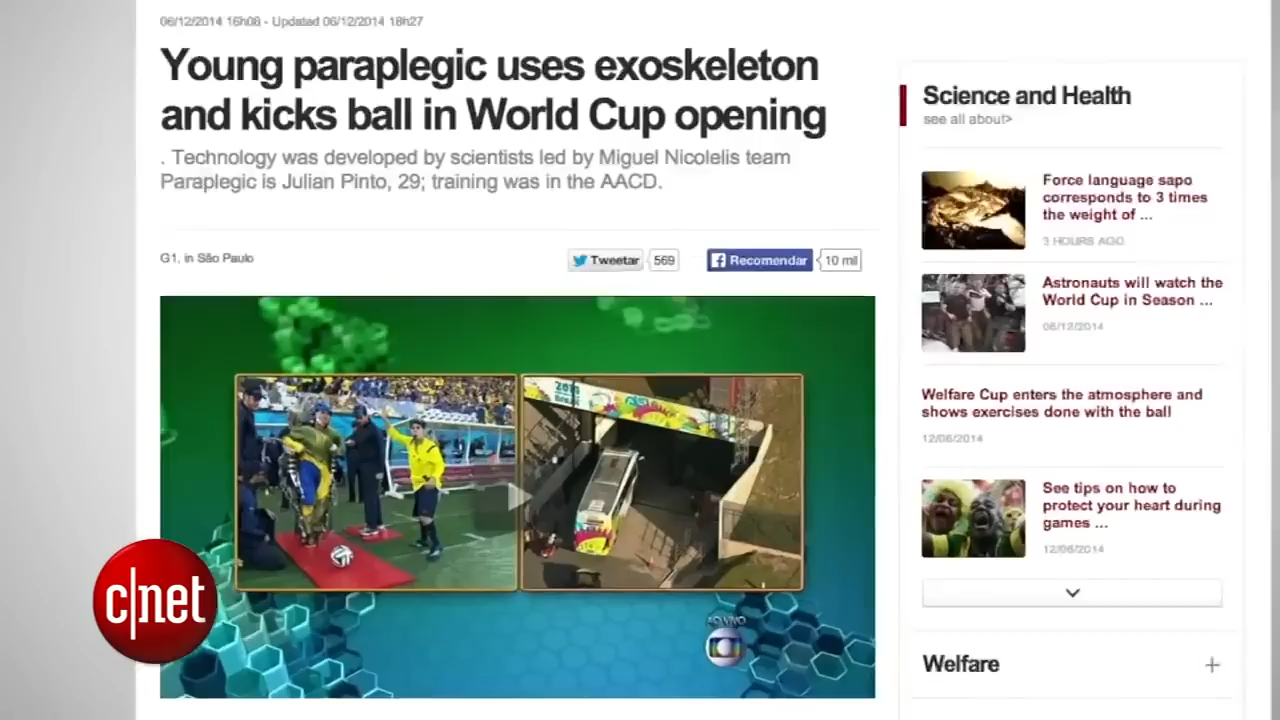 06/12/2014 16h08 - Updated 06/12/2014 18h27
Young paraplegic uses exoskeleton
and kicks ball in World Cup opening
. Technology was developed by scientists led by Miguel Nicolelis team
Paraplegic is Julian Pinto, 29; training was in the AACD.
G1, in São Paulo
Tweetar 569
Recomendar 10 mil
AO VIVO
c|net
Science and Health
see all about>
Force language sapo
corresponds to 3 times
the weight of ...
3 HOURS AGO
Astronauts will watch the
World Cup in Season ...
06/12/2014
Welfare Cup enters the atmosphere and
shows exercises done with the ball
12/06/2014
See tips on how to
protect your heart during
games ...
12/06/2014
Welfare